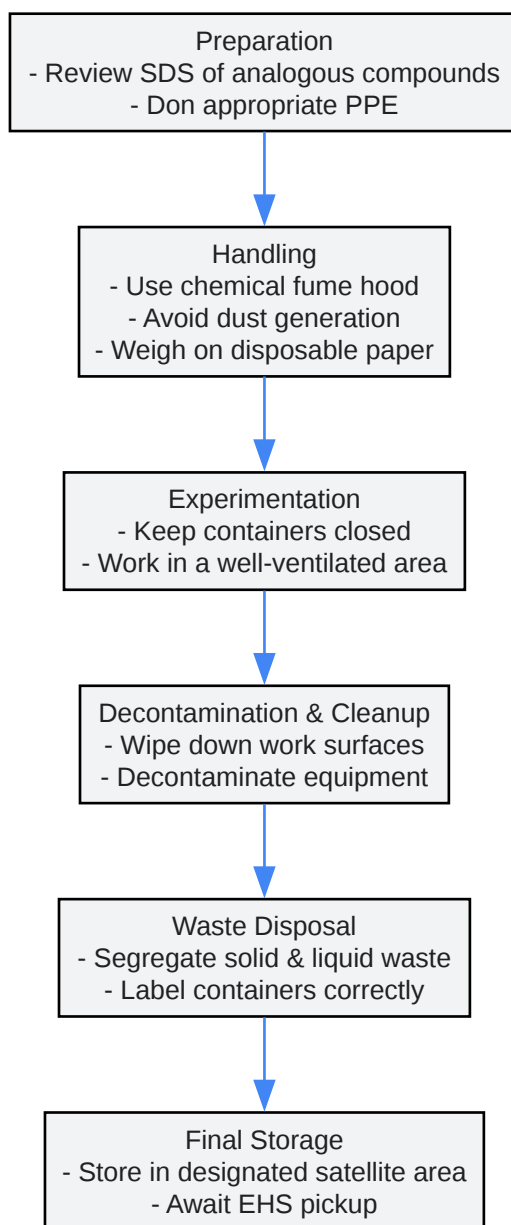 Preparation
- Review SDS of analogous compounds
- Don appropriate PPE
Handling
- Use chemical fume hood
- Avoid dust generation
- Weigh on disposable paper
Experimentation
- Keep containers closed
- Work in a well-ventilated area
Decontamination & Cleanup
- Wipe down work surfaces
- Decontaminate equipment
Waste Disposal
- Segregate solid & liquid waste
- Label containers correctly
Final Storage
- Store in designated satellite area
- Await EHS pickup